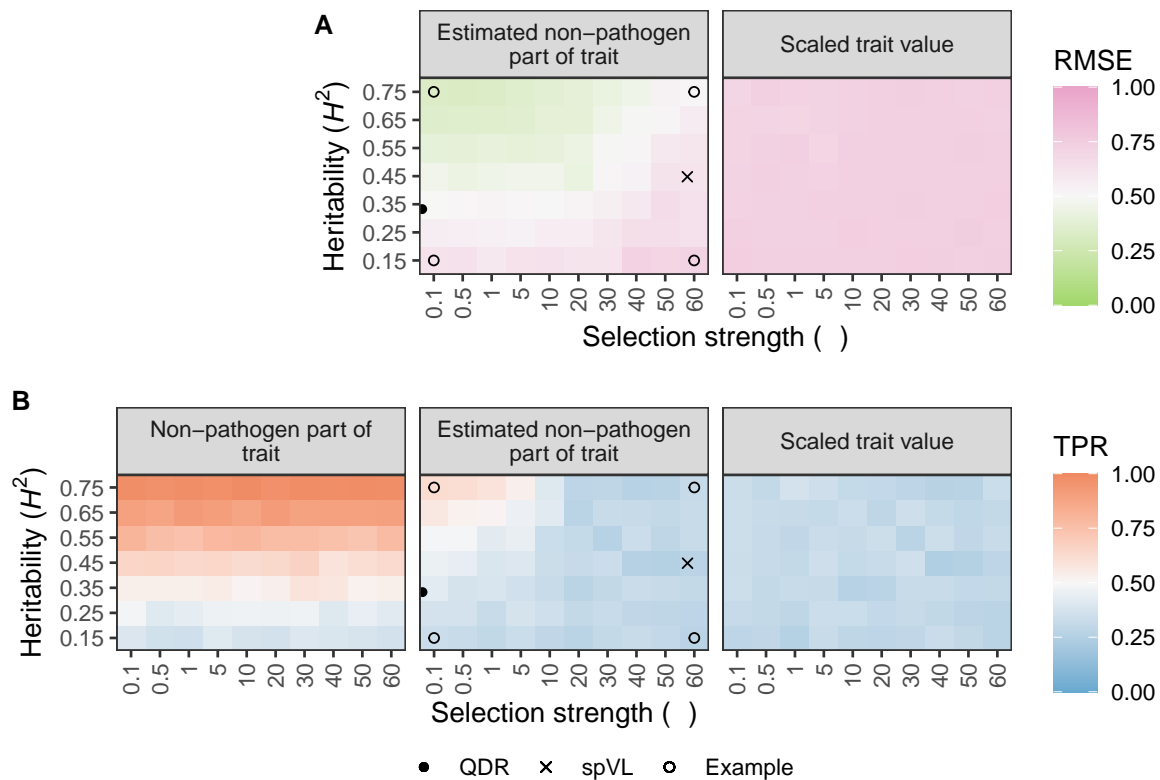 A
Estimated non−pathogen
part of trait
Scaled trait value
RMSE
1.00
0.75
0.50
0.25
0.00
Heritability (H²)
0.75
0.65
0.55
0.45
0.35
0.25
0.15
0.1 0.5 1 5 10 20 30 40 50 60
0.1 0.5 1 5 10 20 30 40 50 60
Selection strength ( )
B
Non−pathogen part of
trait
Estimated non−pathogen
part of trait
Scaled trait value
TPR
1.00
0.75
0.50
0.25
0.00
Heritability (H²)
0.75
0.65
0.55
0.45
0.35
0.25
0.15
0.1 0.5 1 5 10 20 30 40 50 60
0.1 0.5 1 5 10 20 30 40 50 60
0.1 0.5 1 5 10 20 30 40 50 60
Selection strength ( )
QDR spVL Example